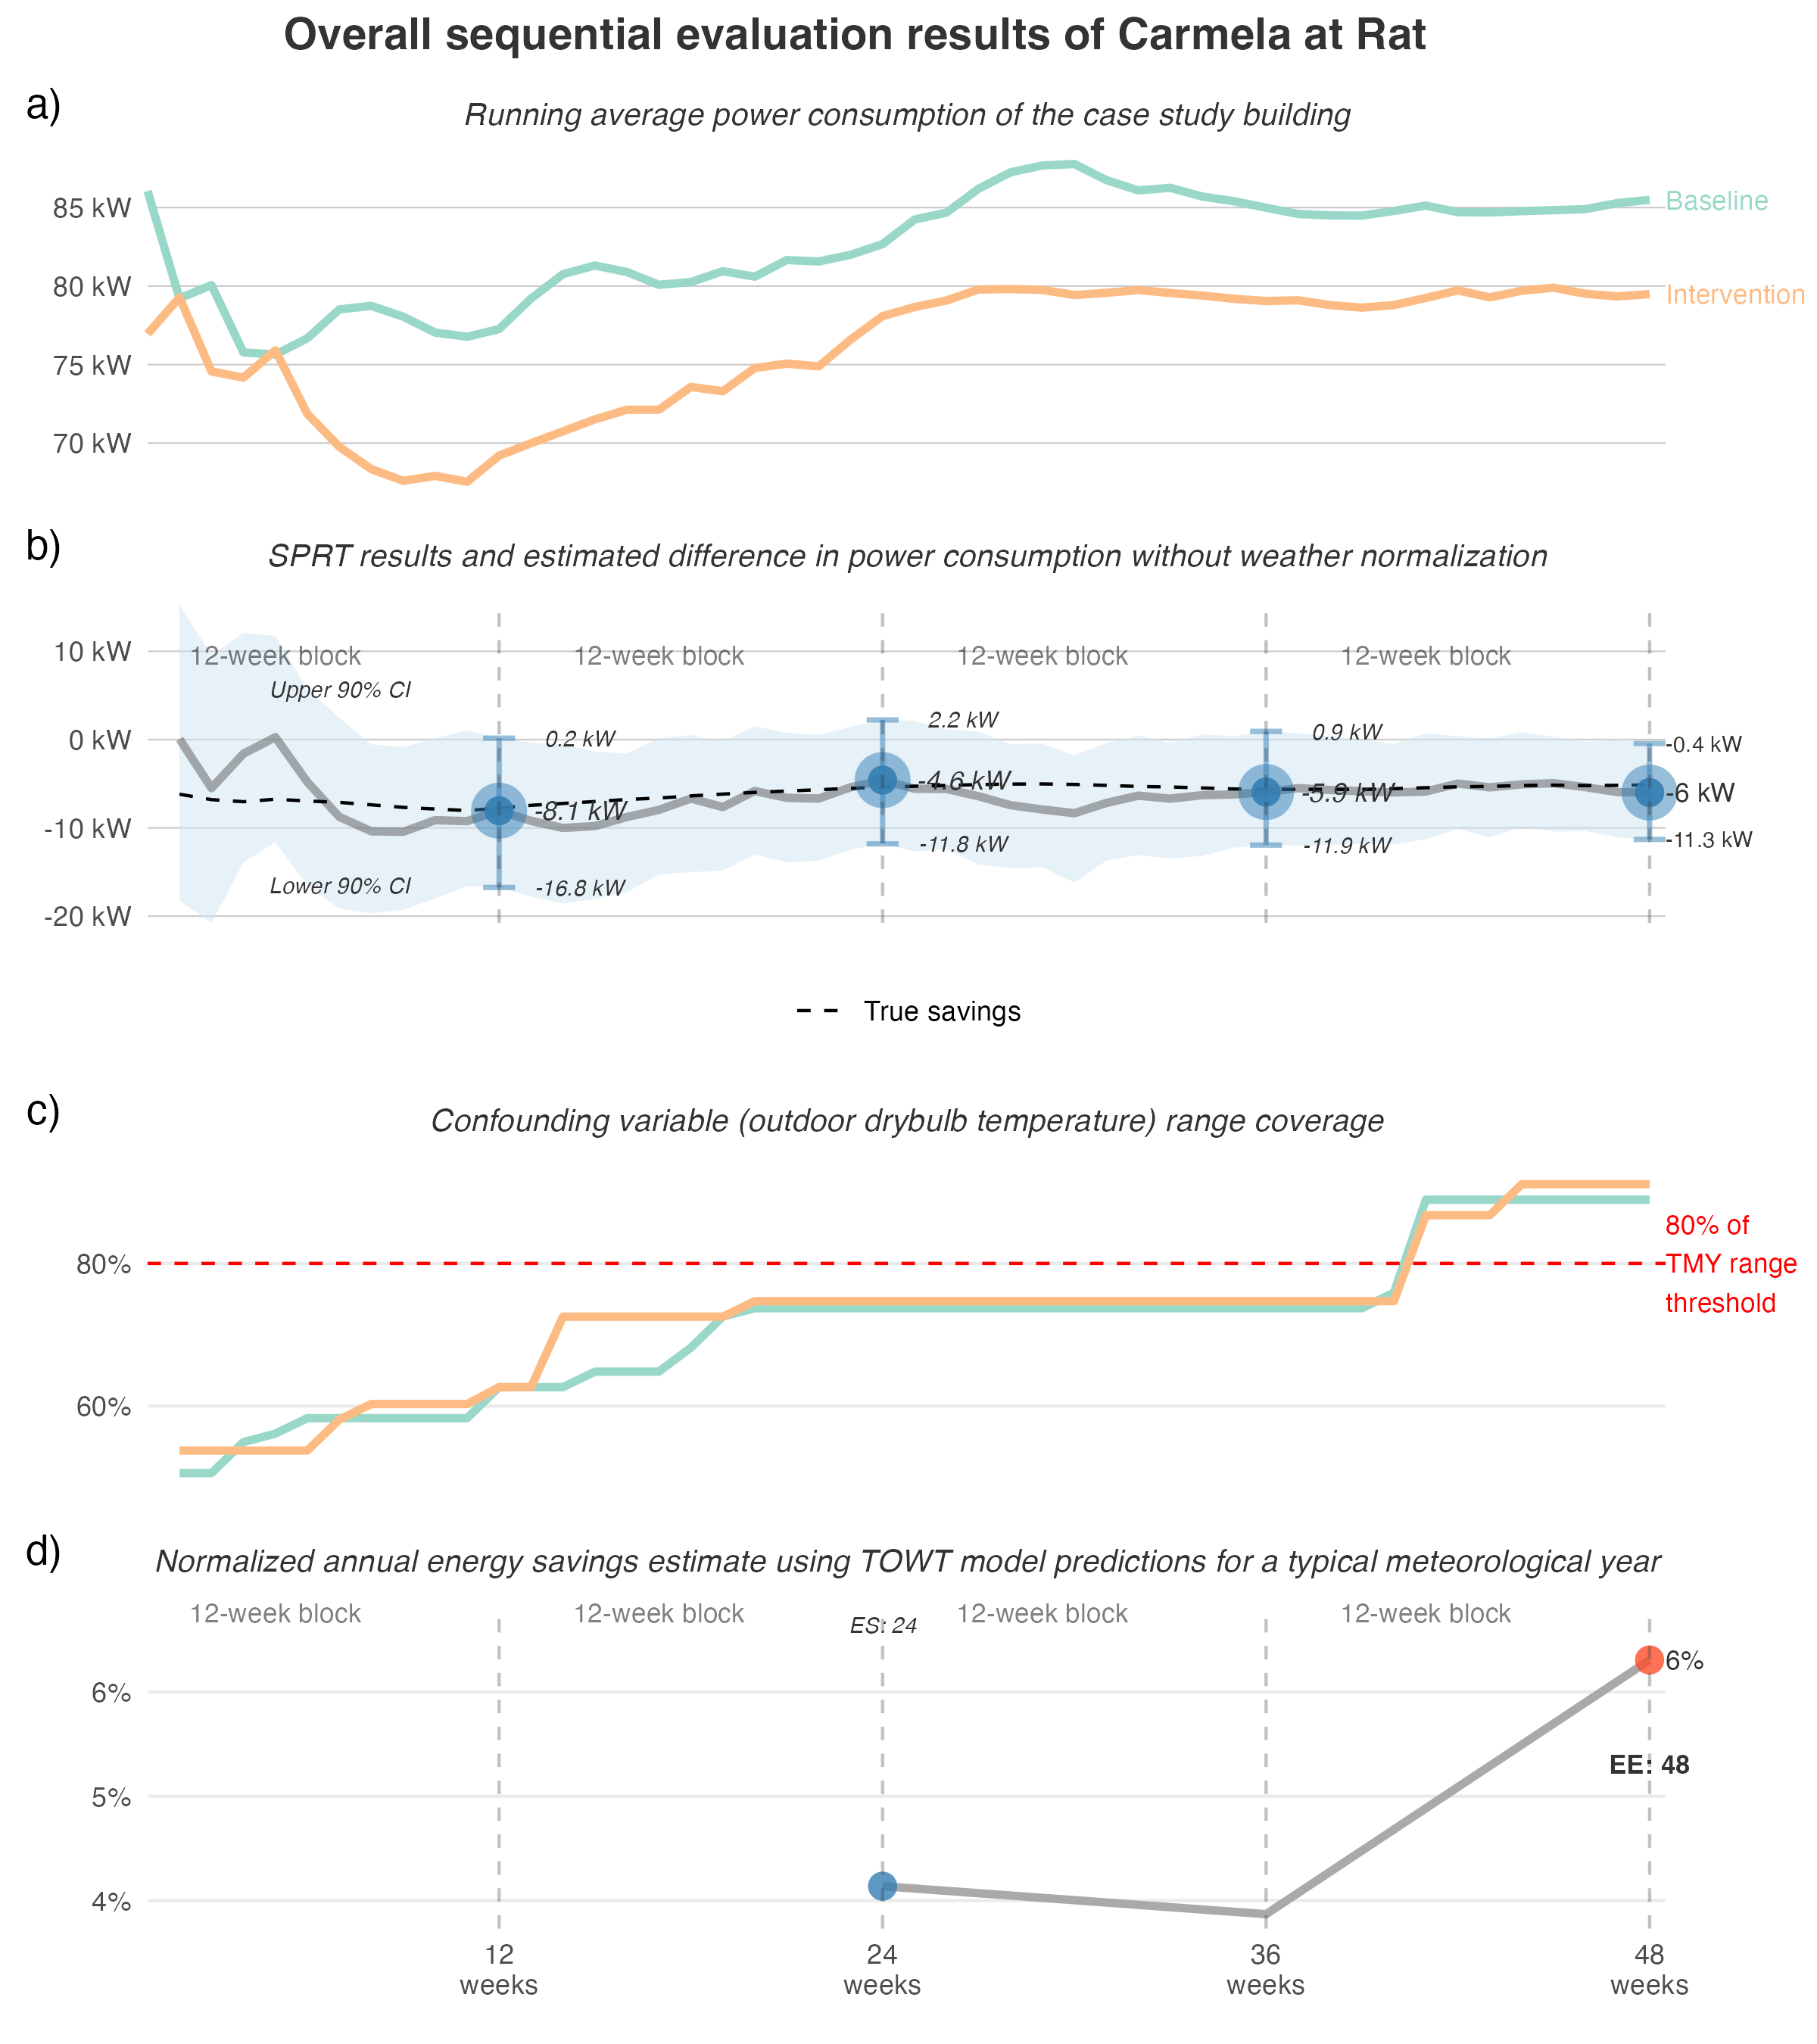 Overall sequential evaluation results of Carmela at Rat
a)
Running average power consumption of the case study building
85 kW
80 kW
75 kW
70 kW
Baseline
Intervention
b)
SPRT results and estimated difference in power consumption without weather normaliztion
10 kW
0 kW
-10 kW
-20 kW
12-week block
12-week block
12-week block
12-week block
Upper 90% CI
Lower 90% CI
0.2 kW
-8.1 kW
-16.8 kW
2.2 kW
-4.6 kW
-11.8 kW
0.9 kW
-5.9 kW
-11.9 kW
-0.4 kW
-6 kW
-11.3 kW
True savings
c)
Confounding variable (outdoor drybulb temperature) range coverage
80%
60%
80% of
TMY range
threshold
d)
Normalized annual energy savings estimate using TOWT model predictions for a typical meteorological year
12-week block
12-week block
12-week block
12-week block
ES: 24
6%
5%
4%
6%
EE: 48
12
weeks
24
weeks
36
weeks
48
weeks